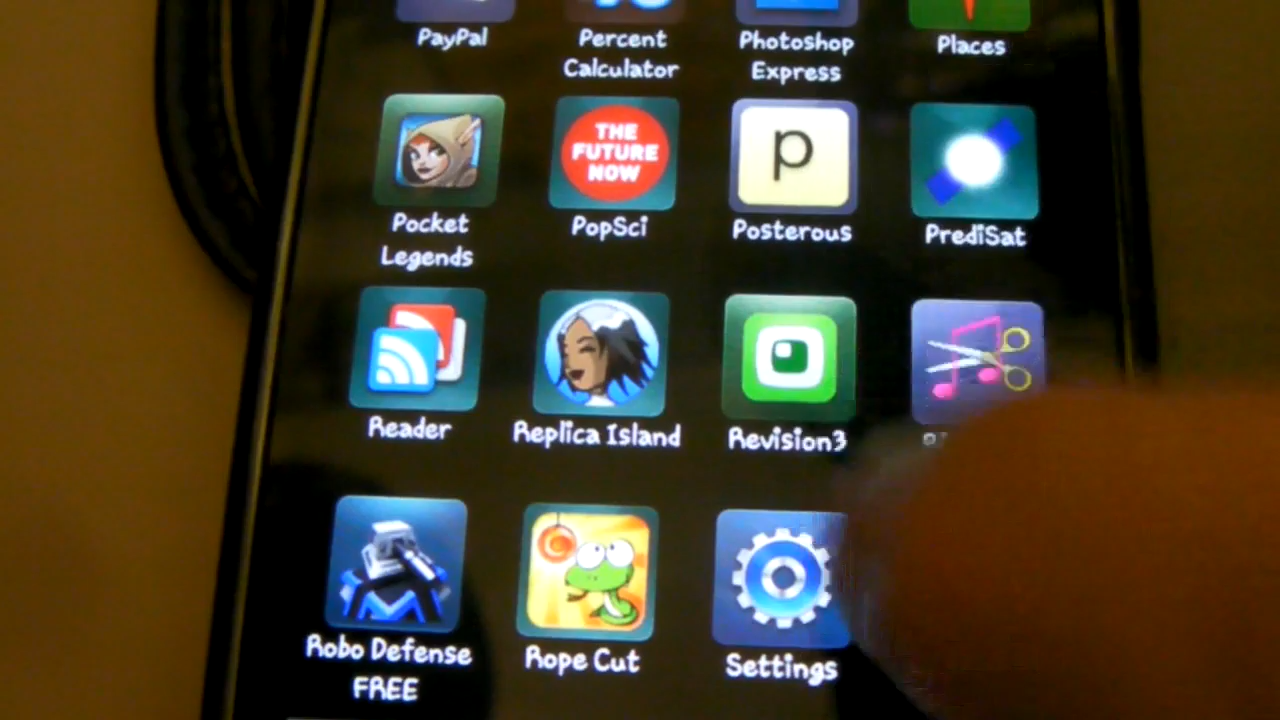 PayPal
Percent
Calculator
Photoshop
Express
Places
THE
FUTURE
NOW
p
Pocket
Legends
PopSci
Posterous
PrediSat
Reader
Replica Island
Revision3
Robo Defense
FREE
Rope Cut
Settings